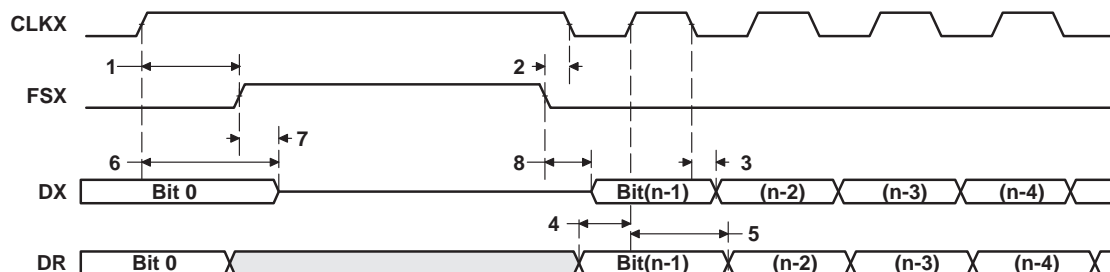 CLKX
1
2
FSX
7
6
8
3
DX
Bit 0
Bit(n-1)
(n-2)
(n-3)
(n-4)
4
5
DR
Bit 0
Bit(n-1)
(n-2)
(n-3)
(n-4)